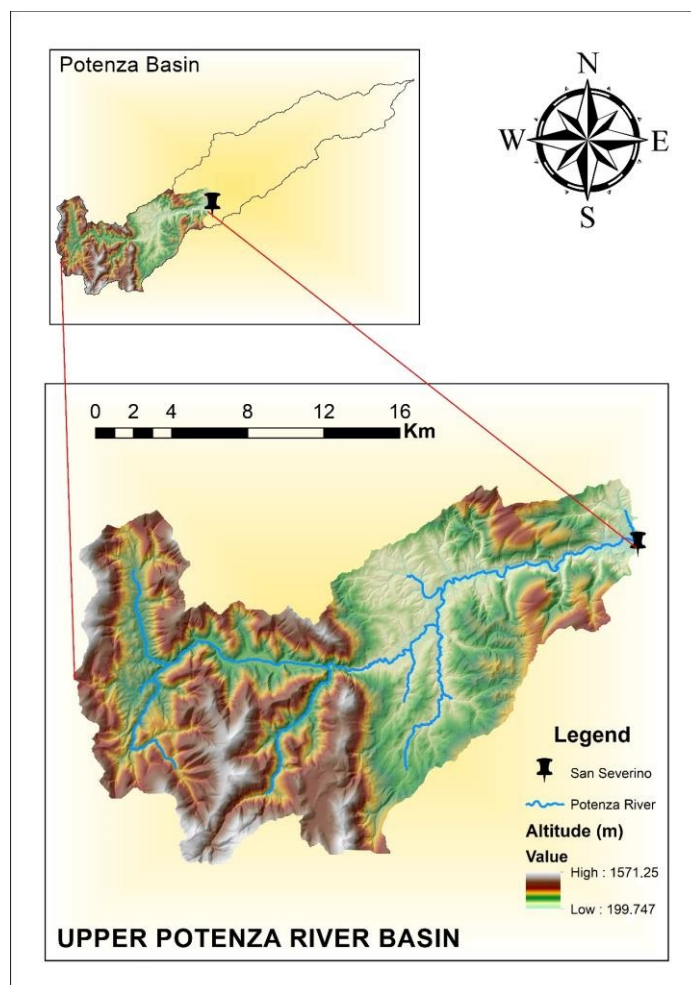 Potenza Basin
N
W E
S
0 2 4 8 12 16
Km
Legend
San Severino
Potenza River
Altitude (m)
Value
High : 1571.25
Low : 199.747
UPPER POTENZA RIVER BASIN